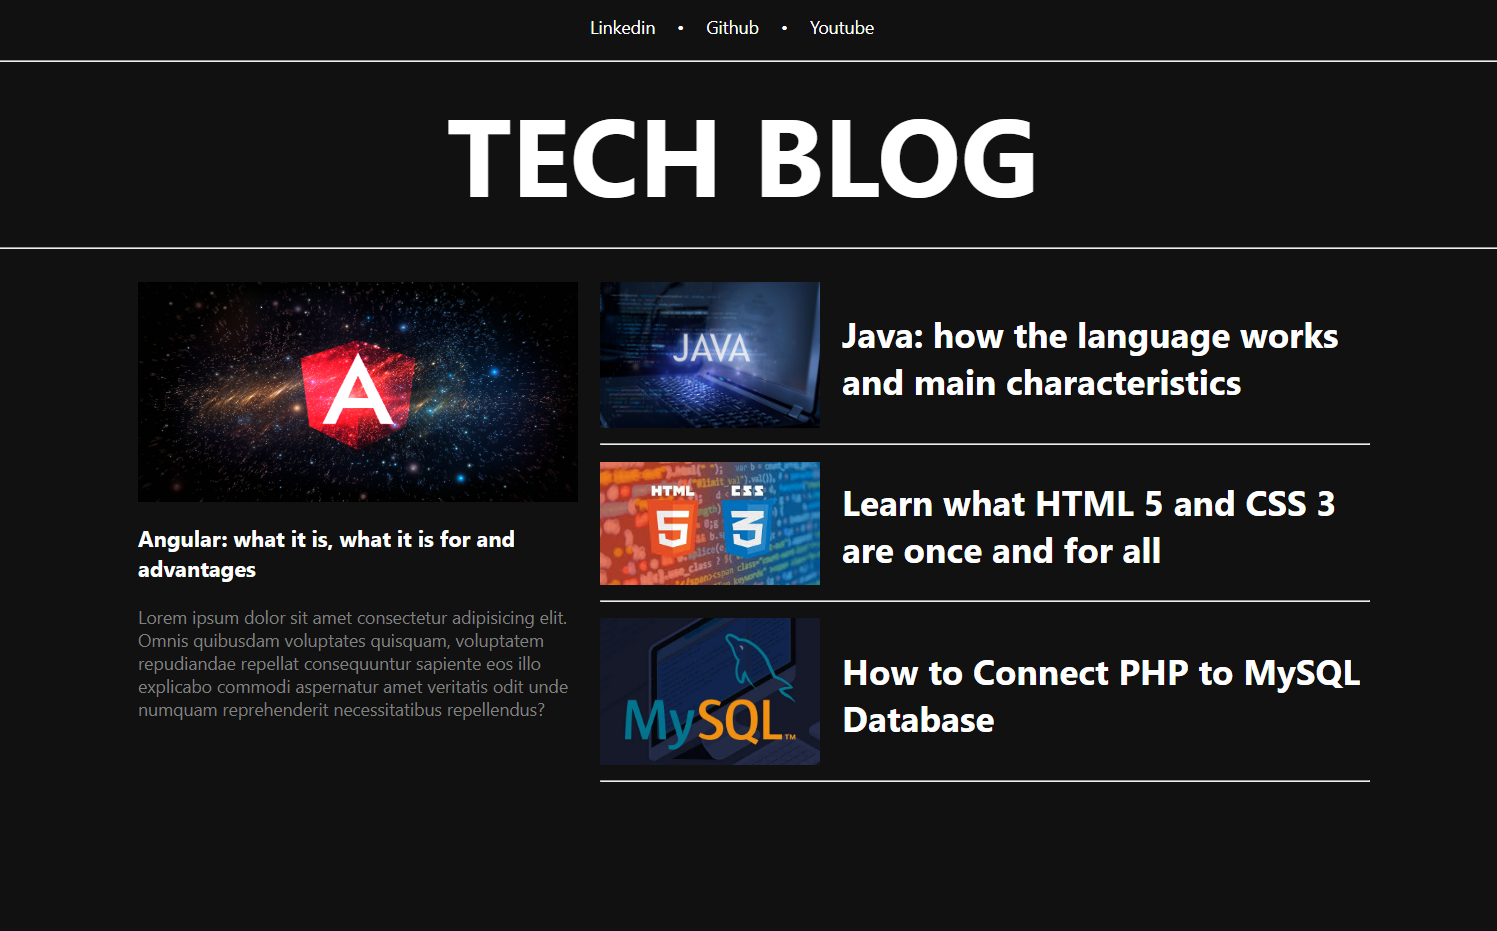 Linkedin • Github • Youtube
TECH BLOG
A
Angular: what it is, what it is for and
advantages
Lorem ipsum dolor sit amet consectetur adipisicing elit.
Omnis quibusdam voluptates quisquam, voluptatem
repudiandae repellat consequuntur sapiente eos illo
explicabo commodi aspernatur amet veritatis odit unde
numquam reprehenderit necessitatibus repellendus?
JAVA
Java: how the language works
and main characteristics
HTML CSS
5 3
Learn what HTML 5 and CSS 3
are once and for all
MySQL™
How to Connect PHP to MySQL
Database